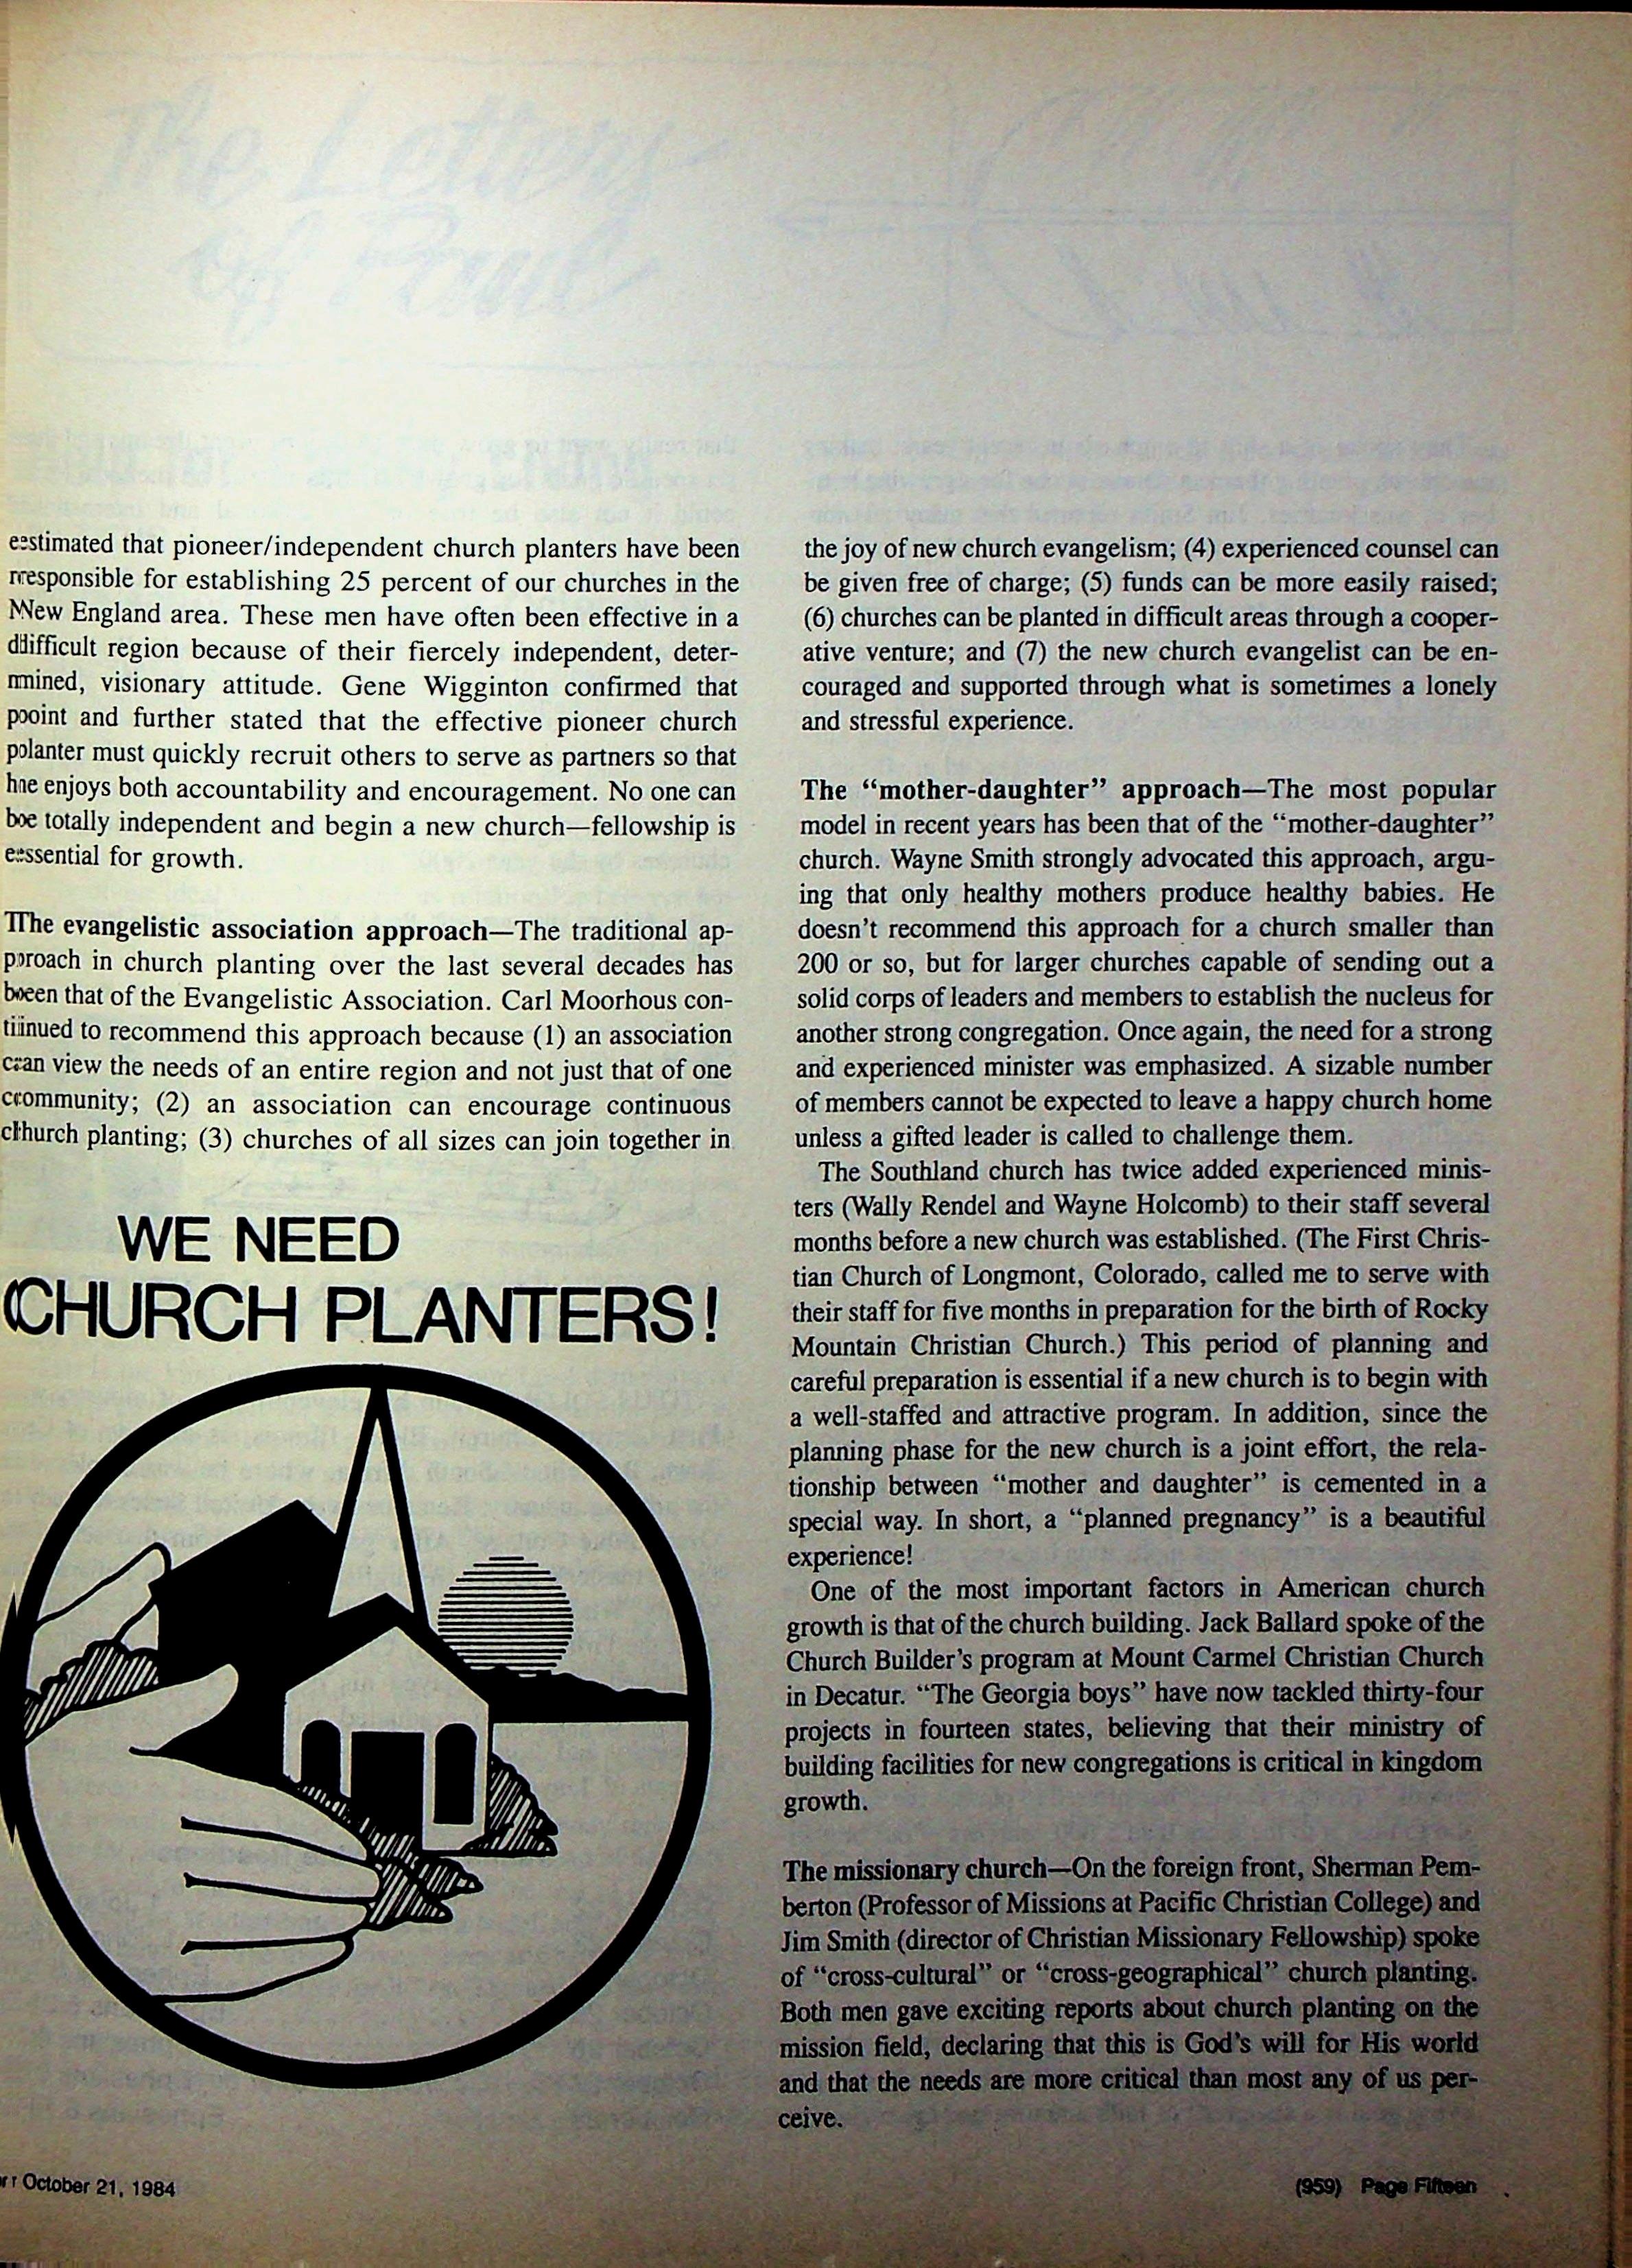 estimated that pioneer/independent church planters have been
responsible for establishing 25 percent of our churches in the
New England area. These men have often been effective in a
difficult region because of their fiercely independent, deter-
mined, visionary attitude. Gene Wigginton confirmed that
point and further stated that the effective pioneer church
planter must quickly recruit others to serve as partners so that
he enjoys both accountability and encouragement. No one can
be totally independent and begin a new church—fellowship is
essential for growth.
The evangelistic association approach—The traditional ap-
proach in church planting over the last several decades has
been that of the Evangelistic Association. Carl Moorhous con-
tinued to recommend this approach because (1) an association
can view the needs of an entire region and not just that of one
community; (2) an association can encourage continuous
church planting; (3) churches of all sizes can join together in
WE NEED
CHURCH PLANTERS!
the joy of new church evangelism; (4) experienced counsel can
be given free of charge; (5) funds can be more easily raised;
(6) churches can be planted in difficult areas through a cooper-
ative venture; and (7) the new church evangelist can be en-
couraged and supported through what is sometimes a lonely
and stressful experience.
The “mother-daughter” approach—The most popular
model in recent years has been that of the “mother-daughter”
church. Wayne Smith strongly advocated this approach, argu-
ing that only healthy mothers produce healthy babies. He
doesn’t recommend this approach for a church smaller than
200 or so, but for larger churches capable of sending out a
solid corps of leaders and members to establish the nucleus for
another strong congregation. Once again, the need for a strong
and experienced minister was emphasized. A sizable number
of members cannot be expected to leave a happy church home
unless a gifted leader is called to challenge them.
The Southland church has twice added experienced minis-
ters (Wally Rendel and Wayne Holcomb) to their staff several
months before a new church was established. (The First Chris-
tian Church of Longmont, Colorado, called me to serve with
their staff for five months in preparation for the birth of Rocky
Mountain Christian Church.) This period of planning and
careful preparation is essential if a new church is to begin with
a well-staffed and attractive program. In addition, since the
planning phase for the new church is a joint effort, the rela-
tionship between “mother and daughter” is cemented in a
special way. In short, a “planned pregnancy” is a beautiful
experience!
One of the most important factors in American church
growth is that of the church building. Jack Ballard spoke of the
Church Builder’s program at Mount Carmel Christian Church
in Decatur. “The Georgia boys” have now tackled thirty-four
projects in fourteen states, believing that their ministry of
building facilities for new congregations is critical in kingdom
growth.
The missionary church—On the foreign front, Sherman Pem-
berton (Professor of Missions at Pacific Christian College) and
Jim Smith (director of Christian Missionary Fellowship) spoke
of “cross-cultural” or “cross-geographical” church planting.
Both men gave exciting reports about church planting on the
mission field, declaring that this is God’s will for His world
and that the needs are more critical than most any of us per-
ceive.
October 21, 1984
(959) Page Fifteen